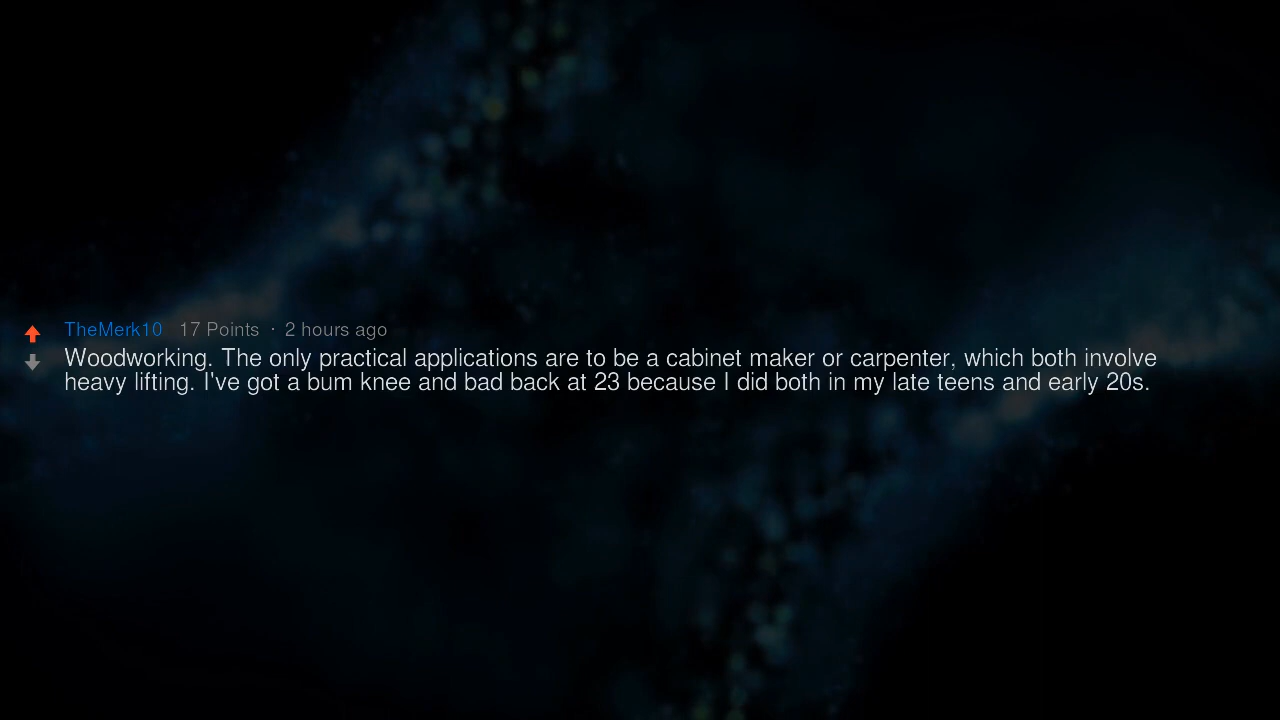 TheMerk10 17 Points · 2 hours ago
Woodworking. The only practical applications are to be a cabinet maker or carpenter, which both involve
heavy lifting. I've got a bum knee and bad back at 23 because I did both in my late teens and early 20s.